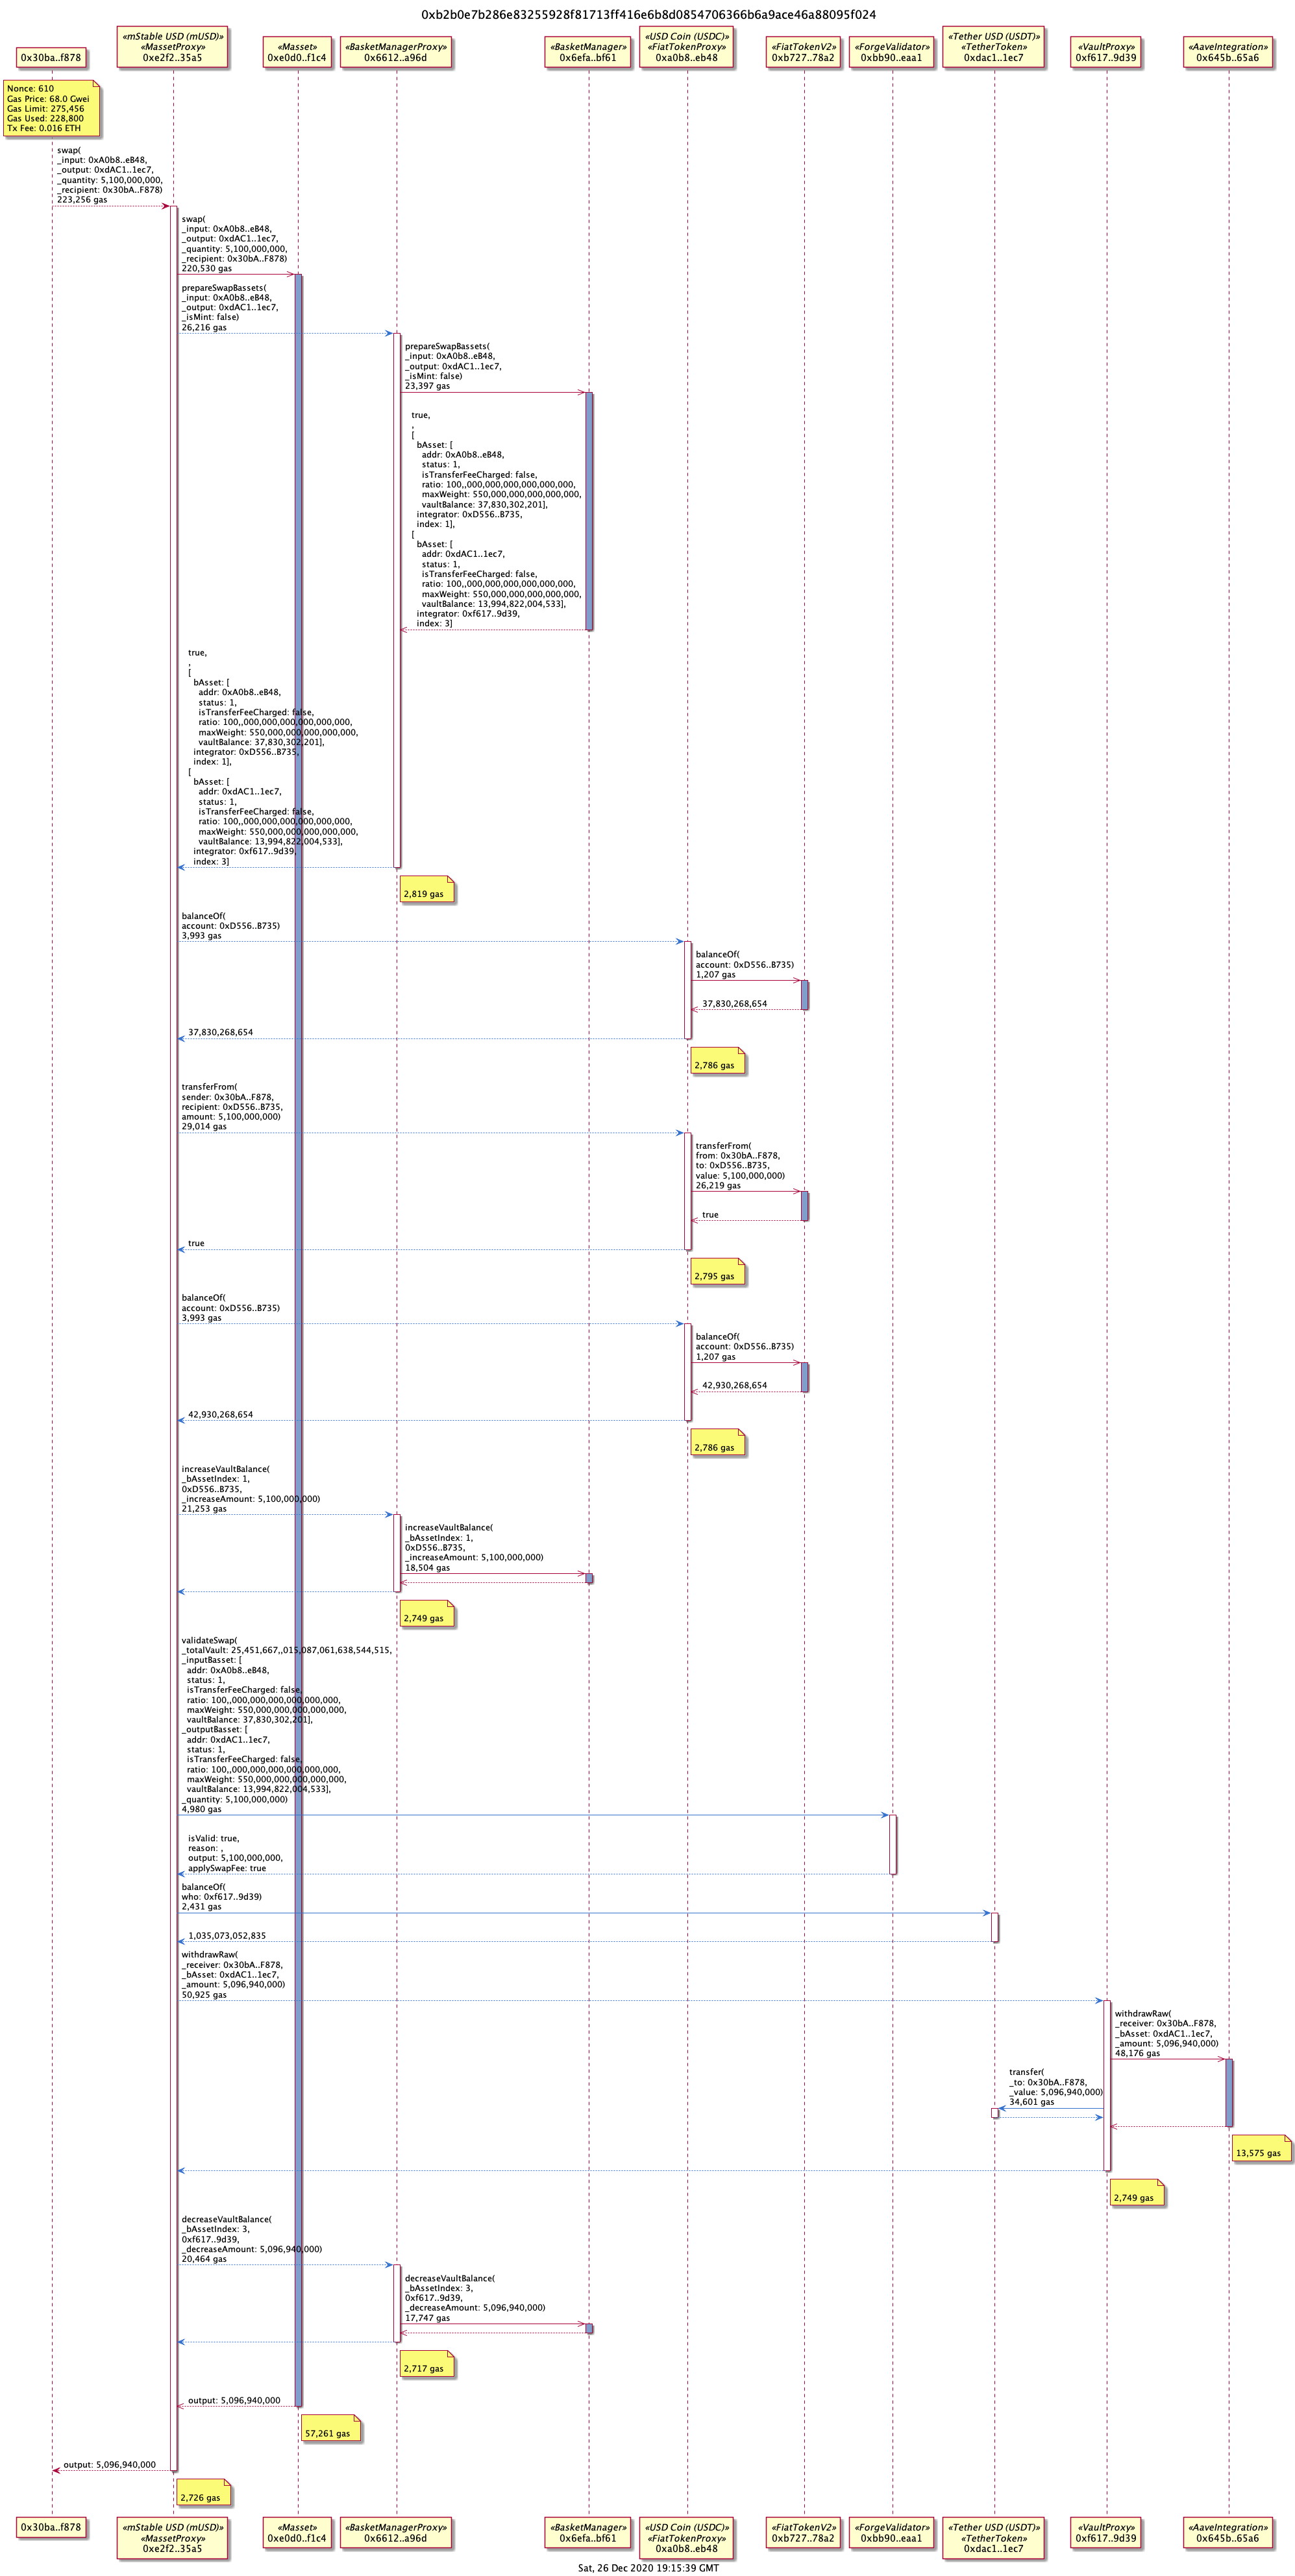 0xb2b0e7b286e83255928f81713ff416e6b8d0854706366b6a9ace46a88095f024
0x30ba..f878
«mStable USD (mUSD)»
«MassetProxy»
0xe2f2..35a5
«Masset»
0xe0d0..f1c4
«BasketManagerProxy»
0x6612..a96d
«BasketManager»
0x6efa..bf61
«USD Coin (USDC)»
«FiatTokenProxy»
0xa0b8..eb48
«FiatTokenV2»
0xb727..78a2
«ForgeValidator»
0xbb90..eaa1
«Tether USD (USDT)»
«TetherToken»
0xdac1..1ec7
«VaultProxy»
0xf617..9d39
«AaveIntegration»
0x645b..65a6
Nonce: 610
Gas Price: 68.0 Gwei
Gas Limit: 275,456
Gas Used: 228,800
Tx Fee: 0.016 ETH
swap(
_input: 0xA0b8..eB48,
_output: 0xdAC1..1ec7,
_quantity: 5,100,000,000,
_recipient: 0x30bA..F878)
223,256 gas
swap(
_input: 0xA0b8..eB48,
_output: 0xdAC1..1ec7,
_quantity: 5,100,000,000,
_recipient: 0x30bA..F878)
220,530 gas
prepareSwapBassets(
_input: 0xA0b8..eB48,
_output: 0xdAC1..1ec7,
_isMint: false)
26,216 gas
prepareSwapBassets(
_input: 0xA0b8..eB48,
_output: 0xdAC1..1ec7,
_isMint: false)
23,397 gas
true,
,
[
bAsset: [
addr: 0xA0b8..eB48,
status: 1,
isTransferFeeCharged: false,
ratio: 100,,000,000,000,000,000,000,
maxWeight: 550,000,000,000,000,000,
vaultBalance: 37,830,302,201],
integrator: 0xD556..B735,
index: 1],
[
bAsset: [
addr: 0xdAC1..1ec7,
status: 1,
isTransferFeeCharged: false,
ratio: 100,,000,000,000,000,000,000,
maxWeight: 550,000,000,000,000,000,
vaultBalance: 13,994,822,004,533],
integrator: 0xf617..9d39,
index: 3]
true,
,
[
bAsset: [
addr: 0xA0b8..eB48,
status: 1,
isTransferFeeCharged: false,
ratio: 100,,000,000,000,000,000,000,
maxWeight: 550,000,000,000,000,000,
vaultBalance: 37,830,302,201],
integrator: 0xD556..B735,
index: 1],
[
bAsset: [
addr: 0xdAC1..1ec7,
status: 1,
isTransferFeeCharged: false,
ratio: 100,,000,000,000,000,000,000,
maxWeight: 550,000,000,000,000,000,
vaultBalance: 13,994,822,004,533],
integrator: 0xf617..9d39,
index: 3]
2,819 gas
balanceOf(
account: 0xD556..B735)
3,993 gas
balanceOf(
account: 0xD556..B735)
1,207 gas
37,830,268,654
37,830,268,654
2,786 gas
transferFrom(
sender: 0x30bA..F878,
recipient: 0xD556..B735,
amount: 5,100,000,000)
29,014 gas
transferFrom(
from: 0x30bA..F878,
to: 0xD556..B735,
value: 5,100,000,000)
26,219 gas
true
true
2,795 gas
balanceOf(
account: 0xD556..B735)
3,993 gas
balanceOf(
account: 0xD556..B735)
1,207 gas
42,930,268,654
42,930,268,654
2,786 gas
increaseVaultBalance(
_bAssetIndex: 1,
0xD556..B735,
_increaseAmount: 5,100,000,000)
21,253 gas
increaseVaultBalance(
_bAssetIndex: 1,
0xD556..B735,
_increaseAmount: 5,100,000,000)
18,504 gas
2,749 gas
validateSwap(
_totalVault: 25,451,667,,015,087,061,638,544,515,
_inputBasset: [
addr: 0xA0b8..eB48,
status: 1,
isTransferFeeCharged: false,
ratio: 100,,000,000,000,000,000,000,
maxWeight: 550,000,000,000,000,000,
vaultBalance: 37,830,302,201],
_outputBasset: [
addr: 0xdAC1..1ec7,
status: 1,
isTransferFeeCharged: false,
ratio: 100,,000,000,000,000,000,000,
maxWeight: 550,000,000,000,000,000,
vaultBalance: 13,994,822,004,533],
_quantity: 5,100,000,000)
4,980 gas
isValid: true,
reason: ,
output: 5,100,000,000,
applySwapFee: true
balanceOf(
who: 0xf617..9d39)
2,431 gas
1,035,073,052,835
withdrawRaw(
_receiver: 0x30bA..F878,
_bAsset: 0xdAC1..1ec7,
_amount: 5,096,940,000)
50,925 gas
withdrawRaw(
_receiver: 0x30bA..F878,
_bAsset: 0xdAC1..1ec7,
_amount: 5,096,940,000)
48,176 gas
transfer(
_to: 0x30bA..F878,
_value: 5,096,940,000)
34,601 gas
13,575 gas
2,749 gas
decreaseVaultBalance(
_bAssetIndex: 3,
0xf617..9d39,
_decreaseAmount: 5,096,940,000)
20,464 gas
decreaseVaultBalance(
_bAssetIndex: 3,
0xf617..9d39,
_decreaseAmount: 5,096,940,000)
17,747 gas
2,717 gas
output: 5,096,940,000
57,261 gas
output: 5,096,940,000
2,726 gas
0x30ba..f878
«mStable USD (mUSD)»
«MassetProxy»
0xe2f2..35a5
«Masset»
0xe0d0..f1c4
«BasketManagerProxy»
0x6612..a96d
«BasketManager»
0x6efa..bf61
«USD Coin (USDC)»
«FiatTokenProxy»
0xa0b8..eb48
«FiatTokenV2»
0xb727..78a2
«ForgeValidator»
0xbb90..eaa1
«Tether USD (USDT)»
«TetherToken»
0xdac1..1ec7
«VaultProxy»
0xf617..9d39
«AaveIntegration»
0x645b..65a6
Sat, 26 Dec 2020 19:15:39 GMT